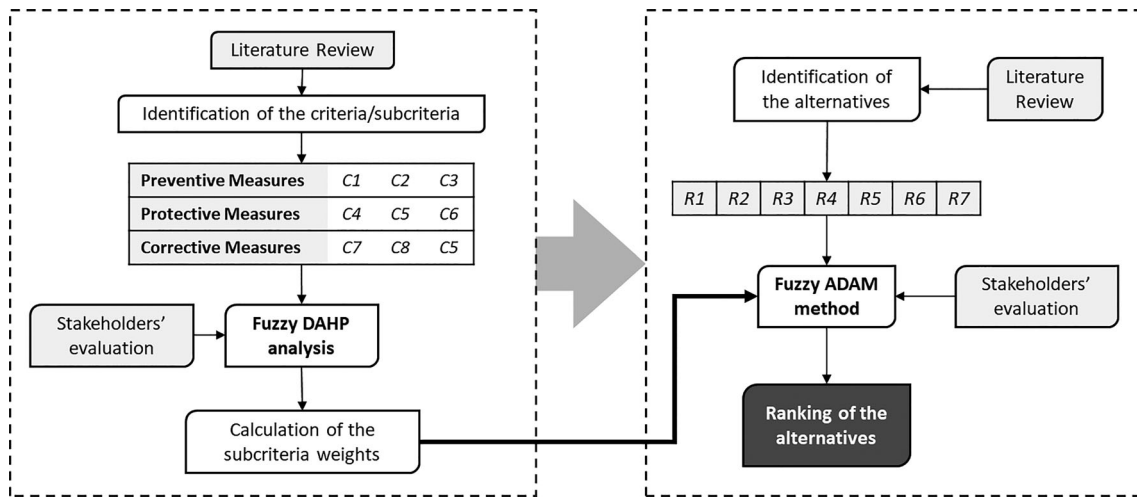 Literature Review
Identification of the criteria/subcriteria
Preventive Measures C1 C2 C3
Protective Measures C4 C5 C6
Corrective Measures C7 C8 C5
Stakeholders'
evaluation
Fuzzy DAHP
analysis
Calculation of the
subcriteria weights
Identification of
the alternatives
Literature
Review
R1 R2 R3 R4 R5 R6 R7
Fuzzy ADAM
method
Stakeholders'
evaluation
Ranking of the
alternatives